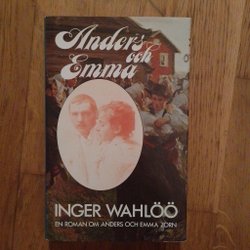 Anders
och
Emma
INGER WAHLÖÖ
EN ROMAN OM ANDERS OCH EMMA ZORN